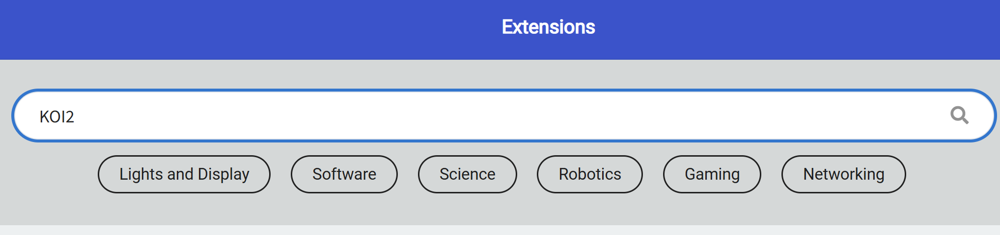 Extensions
KOI2
Lights and Display Software Science Robotics Gaming Networking